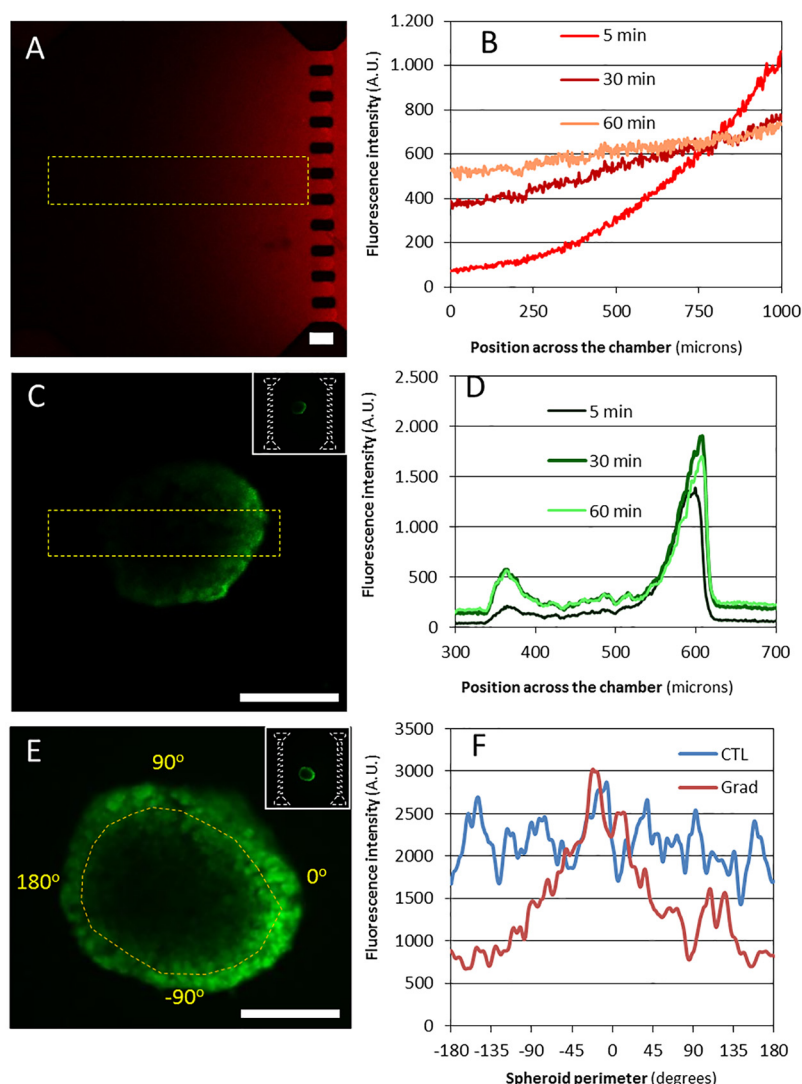 A
B
Fluorescence intensity (A.U.)
1.200
1.000
800
600
400
200
0
5 min
30 min
60 min
0
250
500
750
1000
Position across the chamber (microns)
C
D
Fluorescence intensity (A.U.)
2.500
2.000
1.500
1.000
500
0
5 min
30 min
60 min
300
400
500
600
700
Position across the chamber (microns)
E
90º
180º
0º
-90º
F
Fluorescence intensity (A.U.)
3500
3000
2500
2000
1500
1000
500
0
CTL
Grad
-180 -135 -90 -45 0 45 90 135 180
Spheroid perimeter (degrees)